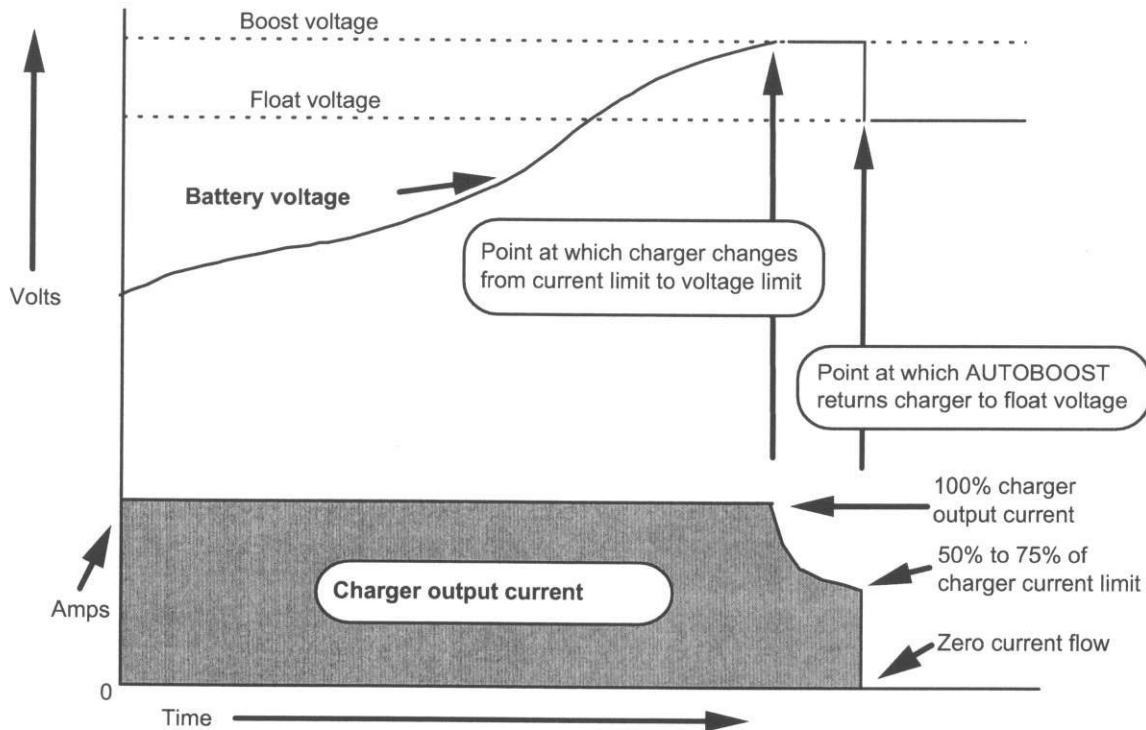 Boost voltage
Float voltage
Battery voltage
Point at which charger changes
from current limit to voltage limit
Volts
Point at which AUTOBOOST
returns charger to float voltage
100% charger
output current
50% to 75% of
charger current limit
Charger output current
Amps
Zero current flow
0
Time